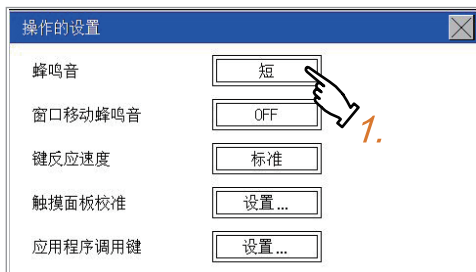 操作的设置
蜂鸣音 短
窗口移动蜂鸣音 OFF
1.
键反应速度 标准
触摸面板校准 设置...
应用程序调用键 设置...